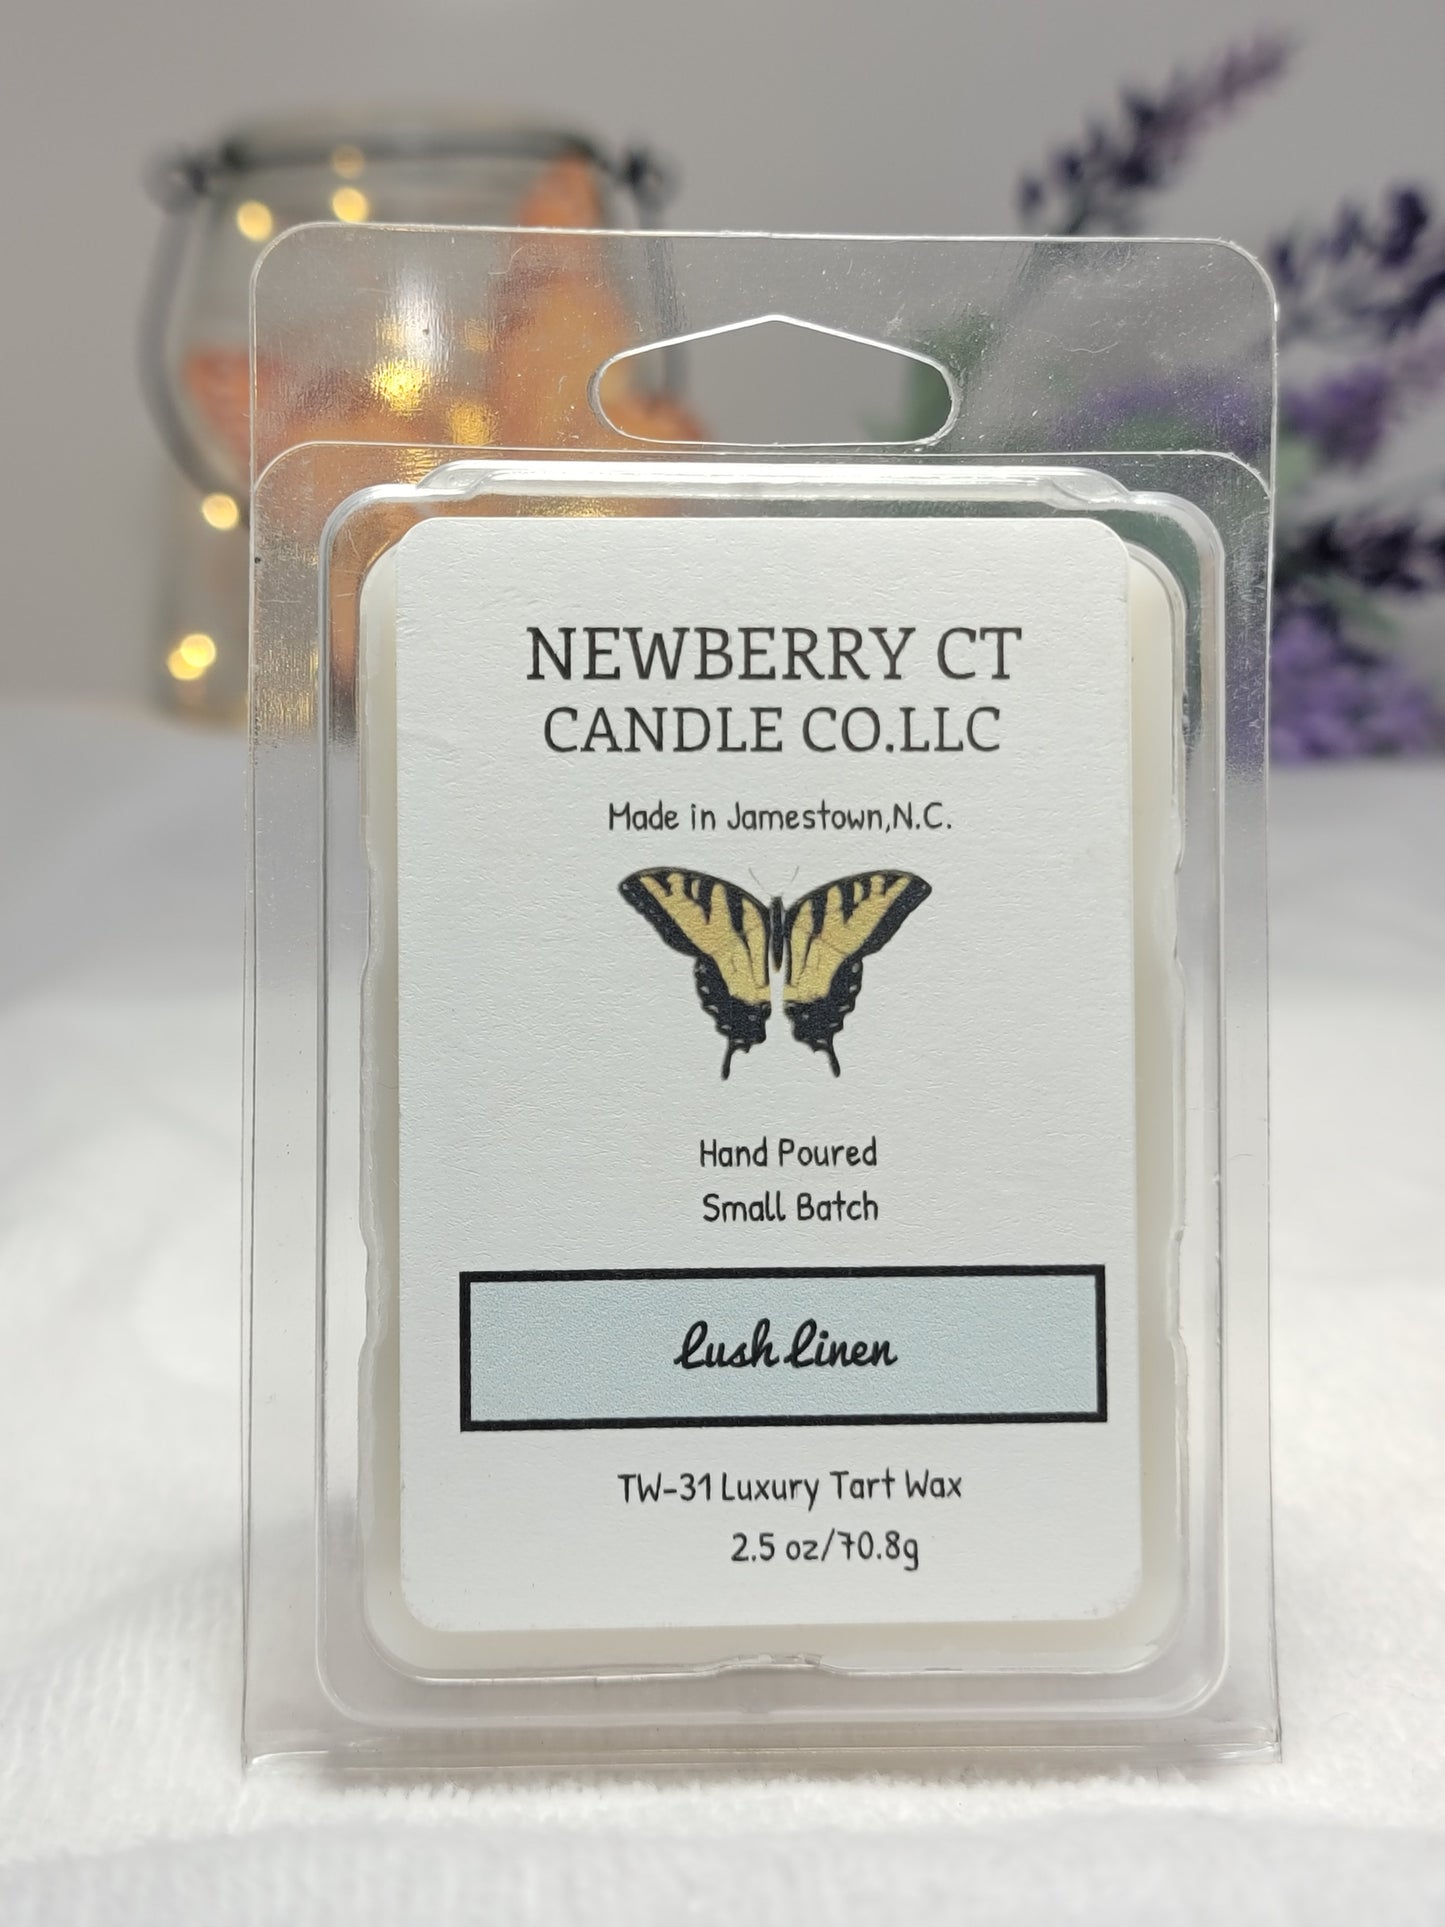 NEWBERRY CT
CANDLE CO.LLC
Made in Jamestown,N.C.
Hand Poured
Small Batch
lush linen
TW-31 Luxury Tart Wax
2.5 oz/70.8g